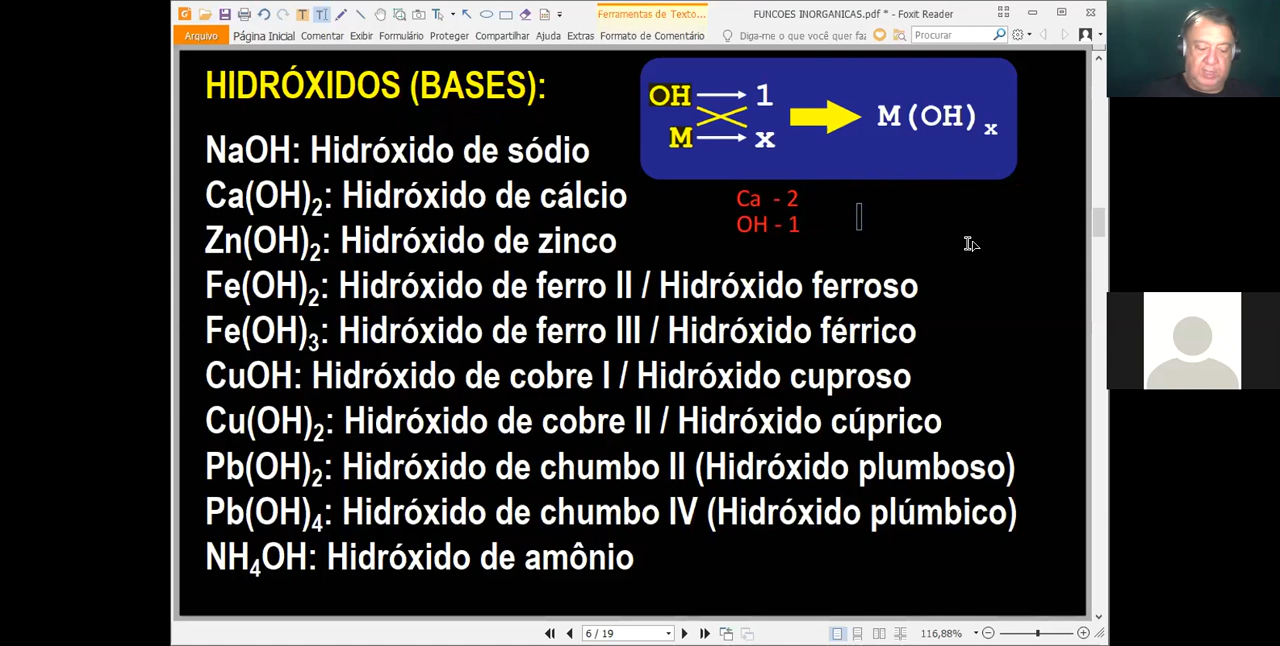 Ferramentas de Texto...
FUNCOES INORGANICAS.pdf * - Foxit Reader
Arquivo Página Inicial Comentar Exibir Formulário Proteger Compartilhar Ajuda Extras Formato de Comentário Diga-me o que você quer faz Procurar
HIDRÓXIDOS (BASES):
OH 1
M x
M(OH)x
NaOH: Hidróxido de sódio
Ca(OH)₂: Hidróxido de cálcio
Ca - 2
OH - 1
Zn(OH)₂: Hidróxido de zinco
Fe(OH)₂: Hidróxido de ferro II / Hidróxido ferroso
Fe(OH)₃: Hidróxido de ferro III / Hidróxido férrico
CuOH: Hidróxido de cobre I / Hidróxido cuproso
Cu(OH)₂: Hidróxido de cobre II / Hidróxido cúprico
Pb(OH)₂: Hidróxido de chumbo II (Hidróxido plumboso)
Pb(OH)₄: Hidróxido de chumbo IV (Hidróxido plúmbico)
NH₄OH: Hidróxido de amônio
6 / 19 116,88%